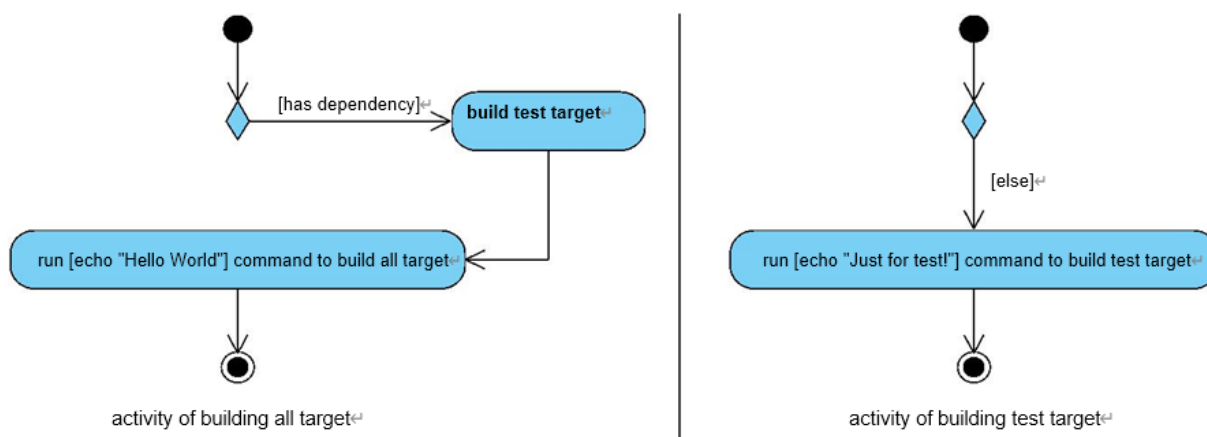 [has dependency]↵
build test target↵
run [echo "Hello World"] command to build all target↵
activity of building all target↵
[else]↵
run [echo "Just for test!"] command to build test target↵
activity of building test target↵